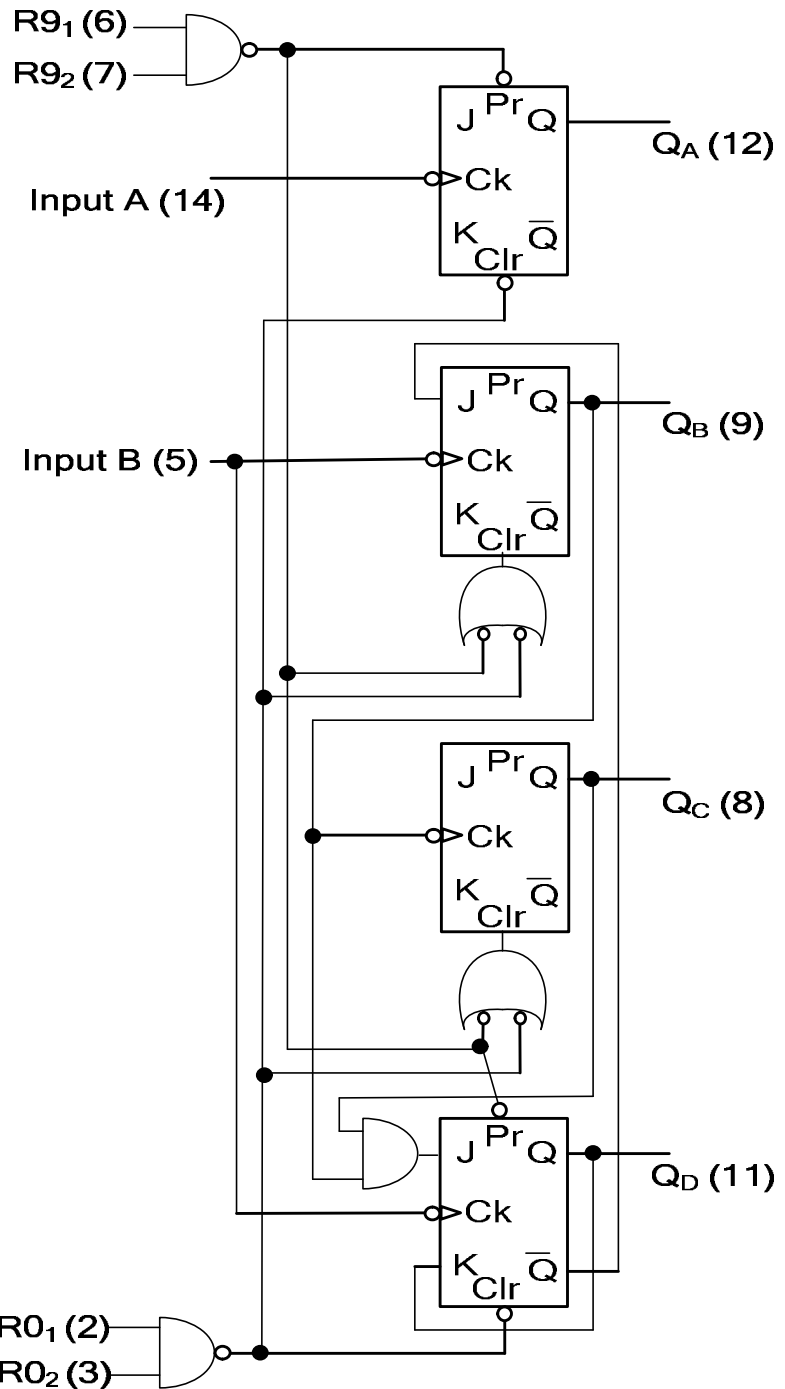 R9₁ (6)
R9₂ (7)
J Pr Q
Q_A (12)
Input A (14)
Ck
K Clr Q̅
J Pr Q
Q_B (9)
Input B (5)
Ck
K Clr Q̅
J Pr Q
Q_C (8)
Ck
K Clr Q̅
J Pr Q
Q_D (11)
Ck
K Clr Q̅
R0₁ (2)
R0₂ (3)